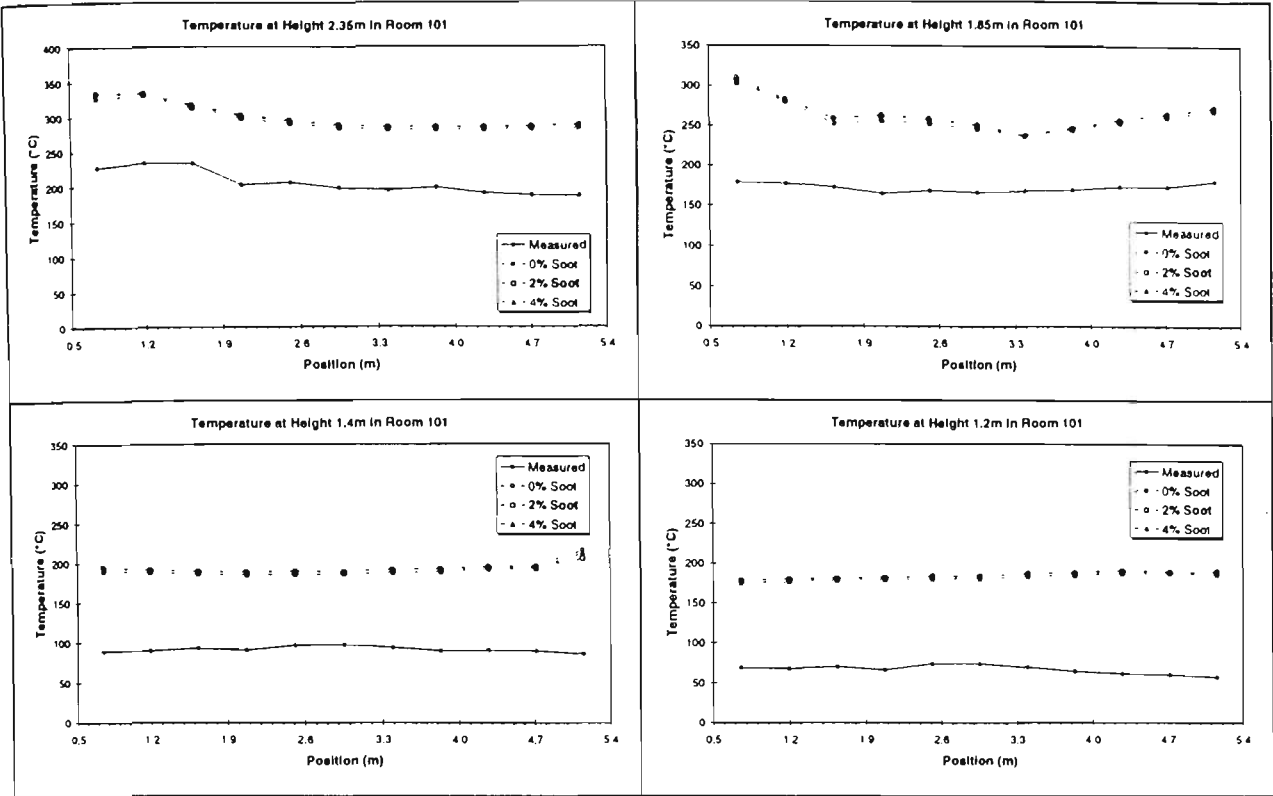 Temperature at Height 2.35m in Room 101
Temperature (°C)
400
350
300
250
200
150
100
50
0
0.5 1.2 1.9 2.6 3.3 4.0 4.7 5.4
Position (m)
Measured
0% Soot
2% Soot
4% Soot
Temperature at Height 1.85m in Room 101
Temperature (°C)
350
300
250
200
150
100
50
0
0.5 1.2 1.9 2.6 3.3 4.0 4.7 5.4
Position (m)
Measured
0% Soot
2% Soot
4% Soot
Temperature at Height 1.4m in Room 101
Temperature (°C)
350
300
250
200
150
100
50
0
0.5 1.2 1.9 2.6 3.3 4.0 4.7 5.4
Position (m)
Measured
0% Soot
2% Soot
4% Soot
Temperature at Height 1.2m in Room 101
Temperature (°C)
350
300
250
200
150
100
50
0
0.5 1.2 1.9 2.6 3.3 4.0 4.7 5.4
Position (m)
Measured
0% Soot
2% Soot
4% Soot